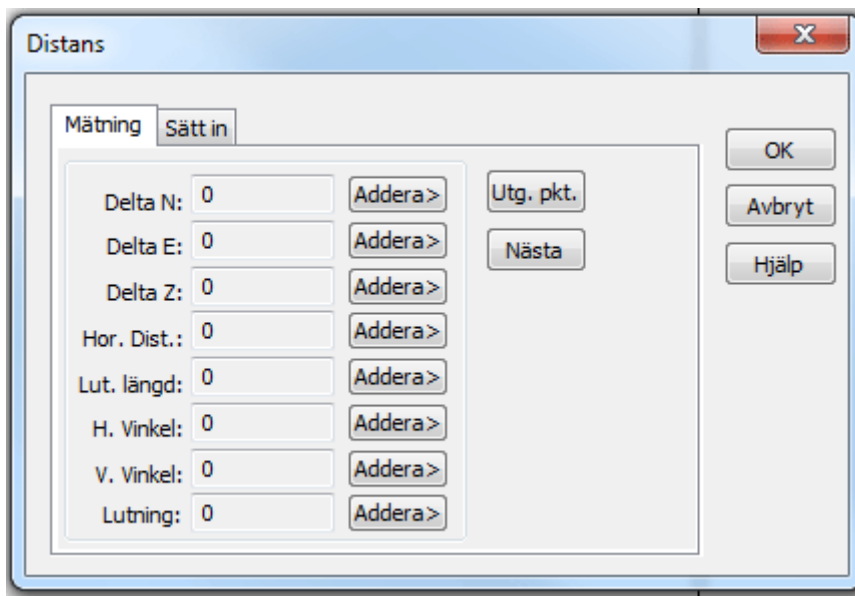 Distans
Mätning
Sätt in
Delta N: 0 Addera>
Delta E: 0 Addera>
Delta Z: 0 Addera>
Hor. Dist.: 0 Addera>
Lut. längd: 0 Addera>
H. Vinkel: 0 Addera>
V. Vinkel: 0 Addera>
Lutning: 0 Addera>
Utg. pkt.
Nästa
OK
Avbryt
Hjälp